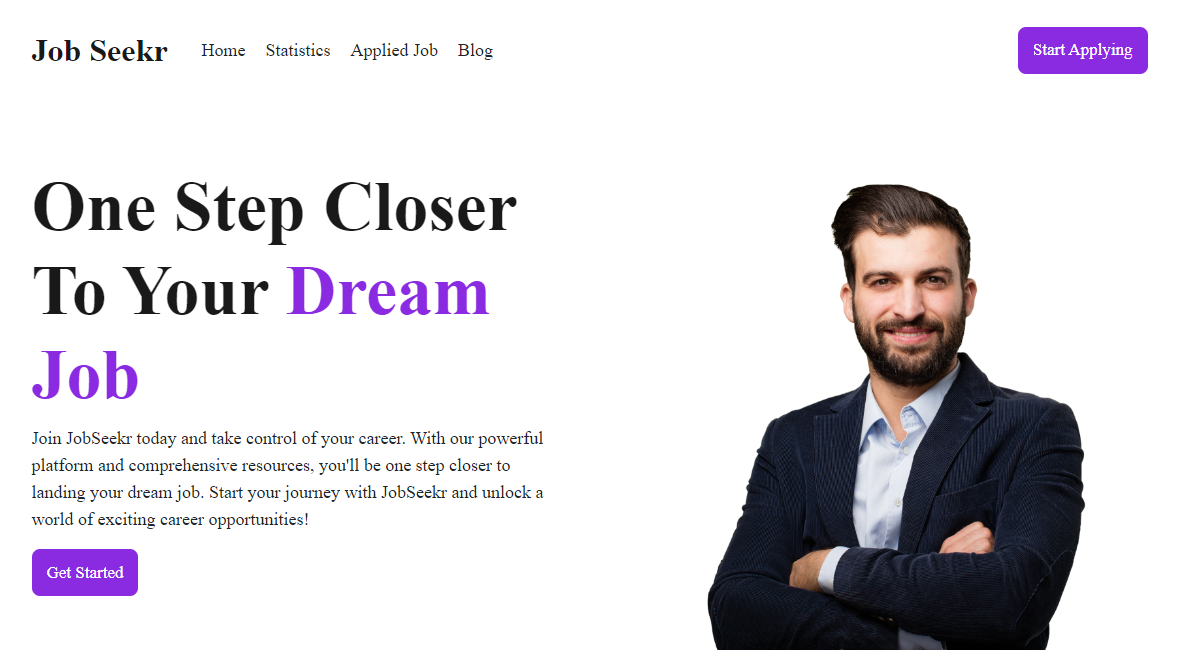 Job Seekr
Home
Statistics
Applied Job
Blog
Start Applying
One Step Closer
To Your Dream
Job
Join JobSeekr today and take control of your career. With our powerful
platform and comprehensive resources, you'll be one step closer to
landing your dream job. Start your journey with JobSeekr and unlock a
world of exciting career opportunities!
Get Started